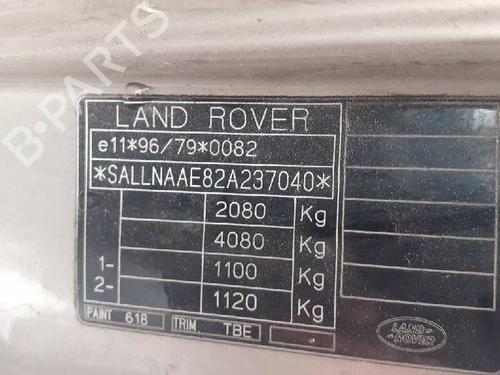 LAND ROVER
e11*96/79*0082
*SALLNAAE82A237040*
2080 Kg
4080 Kg
1- 1100 Kg
2- 1120 Kg
PAINT 618 TRIM TBE
LAND-
-ROVER
B-PARTS